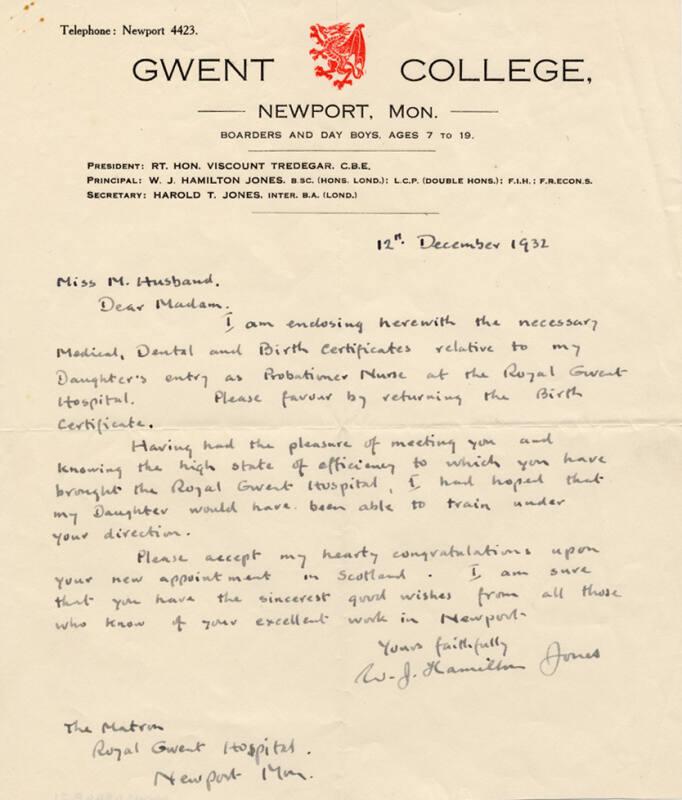 Telephone: Newport 4423.
GWENT COLLEGE,
NEWPORT, MON.
BOARDERS AND DAY BOYS, AGES 7 TO 19.
PRESIDENT: RT. HON. VISCOUNT TREDEGAR, C.B.E.
PRINCIPAL: W. J. HAMILTON JONES, B.SC. (HONS. LOND.); L.C.P. (DOUBLE HONS.); F.I.H.; F.R.ECON.S.
SECRETARY: HAROLD T. JONES, INTER. B.A. (LOND.)
12th December 1932
Miss M. Husband.
Dear Madam.
I am enclosing herewith the necessary
Medical, Dental and Birth Certificates relative to my
Daughter's entry as Probationer Nurse at the Royal Gwent
Hospital. Please favour by returning the Birth
Certificate.
Having had the pleasure of meeting you and
knowing the high state of efficiency to which you have
brought the Royal Gwent Hospital, I had hoped that
my Daughter would have been able to train under
your direction.
Please accept my hearty congratulations upon
your new appointment in Scotland. I am sure
that you have the sincerest good wishes from all those
who know of your excellent work in Newport.
Yours faithfully
W. J. Hamilton Jones
The Matron
Royal Gwent Hospital.
Newport Mon.